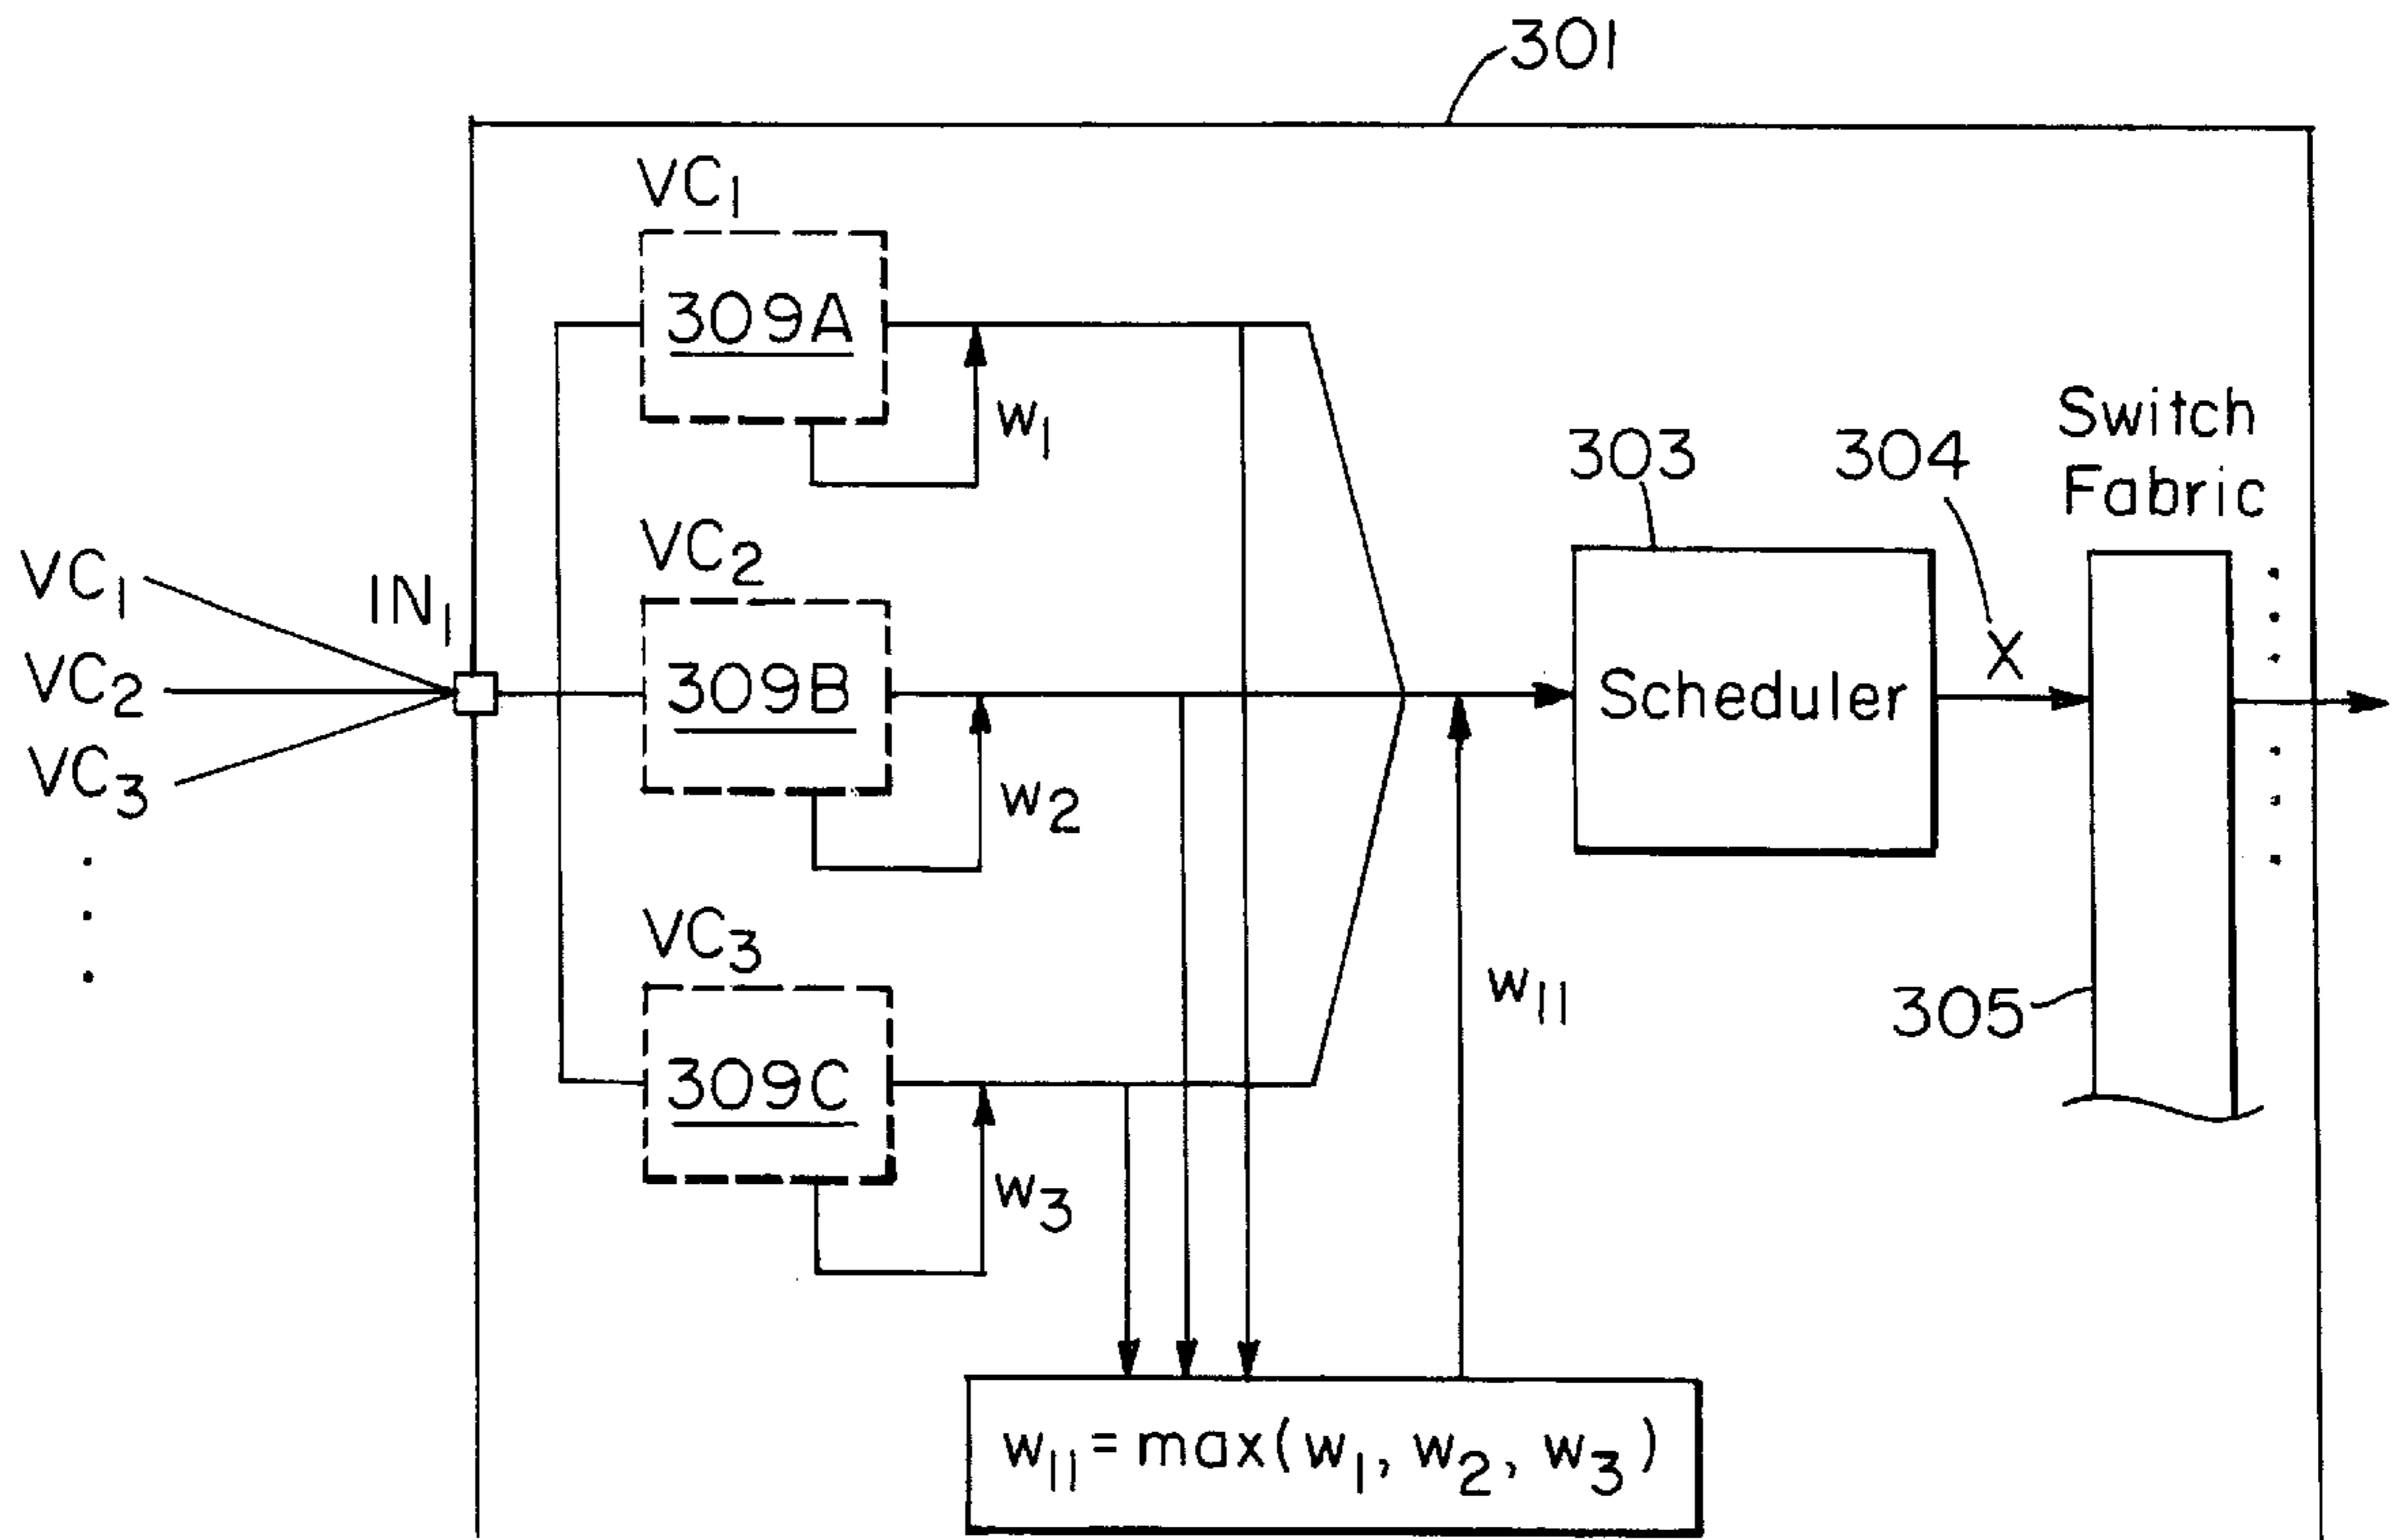 301
VC₁
309A
w₁
Switch
Fabric
303
304
VC₂
VC₁
IN₁
VC₂
309B
Scheduler
X
VC₃
w₂
VC₃
w₁₁
305
309C
w₃
w₁₁ = max(w₁, w₂, w₃)